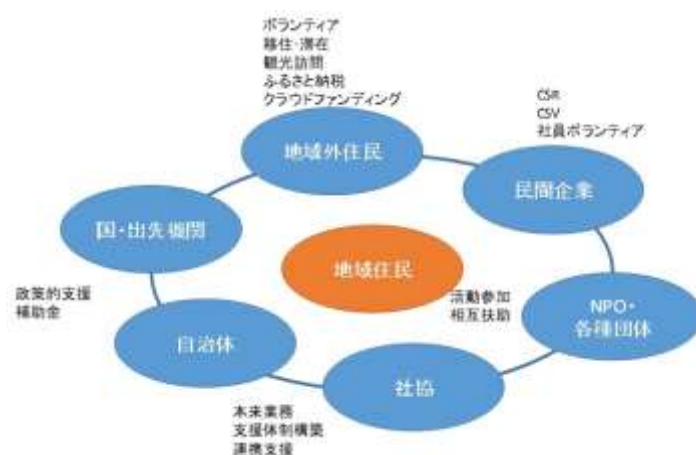 ボランティア
移住・滞在
観光訪問
ふるさと納税
クラウドファンディング
地域外住民
CSR
CSV
社員ボランティア
民間企業
国・出先機関
地域住民
政策的支援
補助金
活動参加
相互扶助
NPO・
各種団体
自治体
社協
本来業務
支援体制構築
連携支援